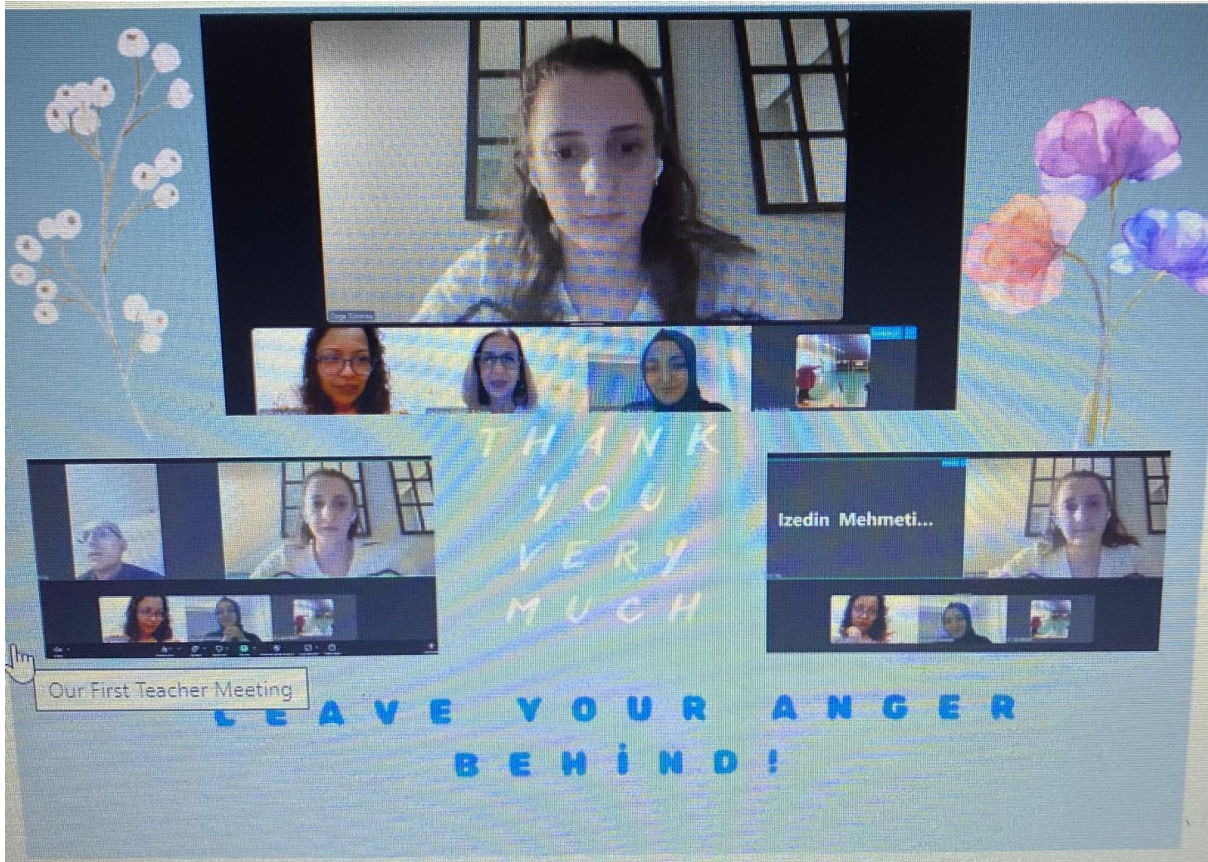 THANK
YOU
VERY
MUCH
Izedin Mehmeti...
Our First Teacher Meeting
LEAVE YOUR ANGER
BEHİND!